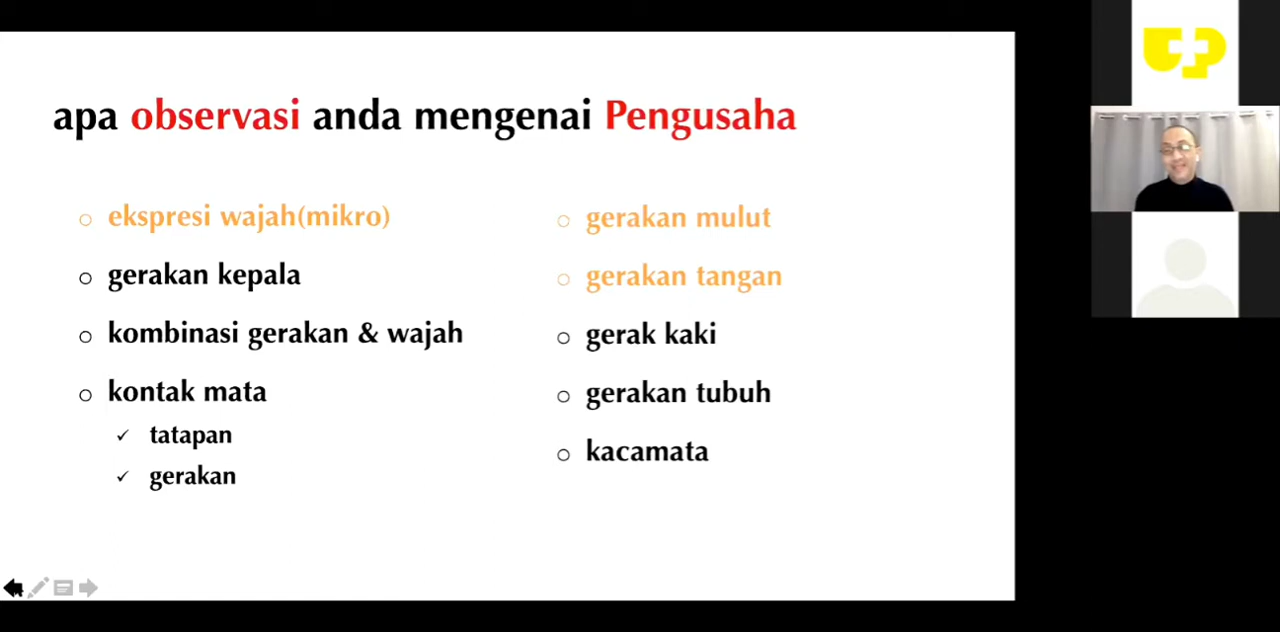 apa observasi anda mengenai Pengusaha
ekspresi wajah(mikro)
gerakan kepala
kombinasi gerakan & wajah
kontak mata
tatapan
gerakan
gerakan mulut
gerakan tangan
gerak kaki
gerakan tubuh
kacamata